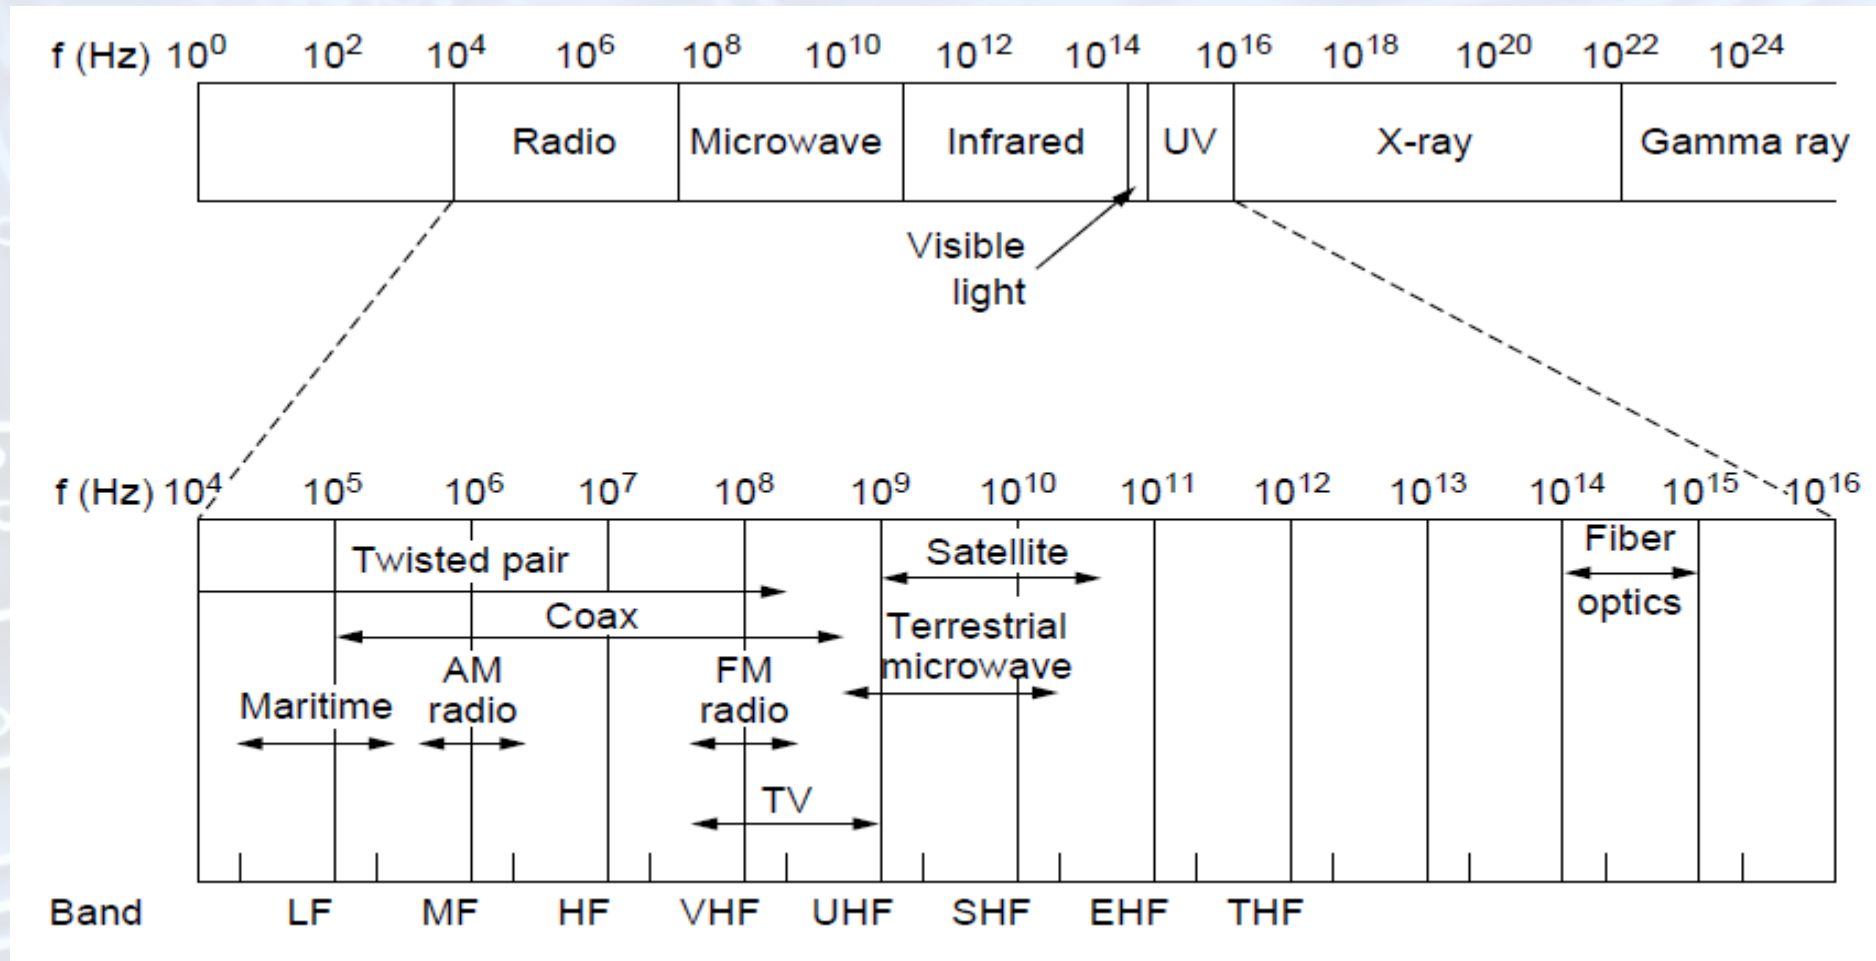 f (Hz) 10⁰ 10² 10⁴ 10⁶ 10⁸ 10¹⁰ 10¹² 10¹⁴ 10¹⁶ 10¹⁸ 10²⁰ 10²² 10²⁴
Radio Microwave Infrared UV X-ray Gamma ray
Visible
light
f (Hz) 10⁴ 10⁵ 10⁶ 10⁷ 10⁸ 10⁹ 10¹⁰ 10¹¹ 10¹² 10¹³ 10¹⁴ 10¹⁵ 10¹⁶
Twisted pair
Coax
Satellite
Fiber
optics
Terrestrial
microwave
Maritime
AM
radio
FM
radio
TV
Band LF MF HF VHF UHF SHF EHF THF